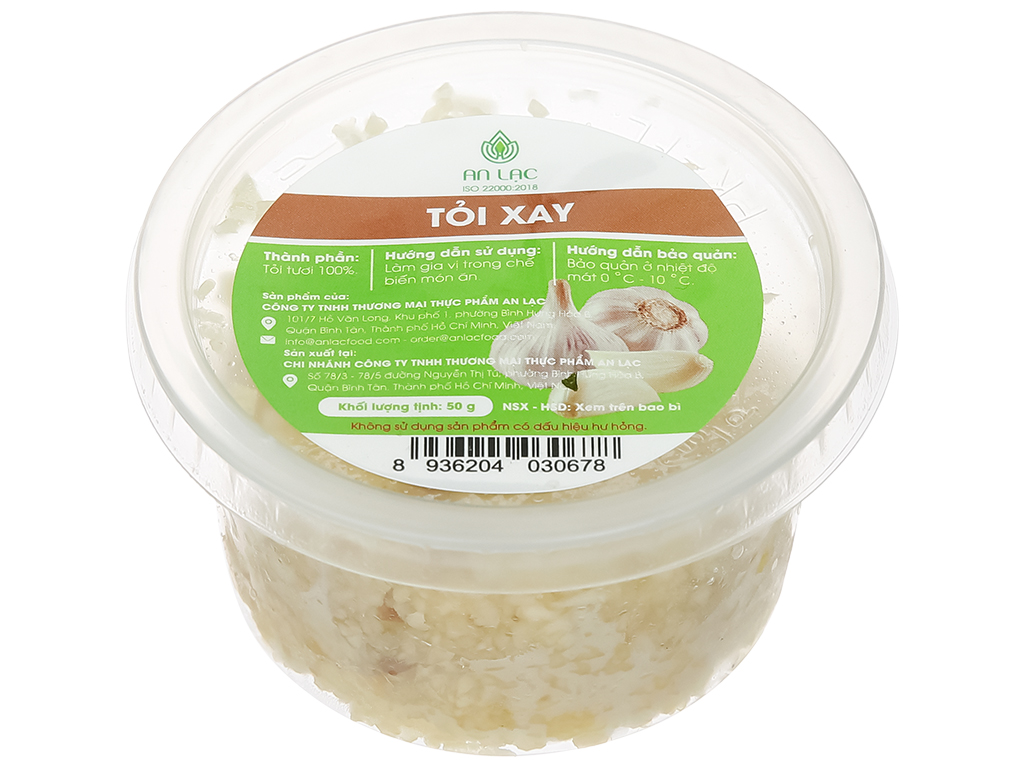 AN LẠC
ISO 22000:2018
TỎI XAY
Thành phần:
Tỏi tươi 100%.
Hướng dẫn sử dụng:
Làm gia vị trong chế
biến món ăn
Hướng dẫn bảo quản:
Bảo quản ở nhiệt độ
mát 0°C - 10°C.
Sản phẩm của:
CÔNG TY TNHH THƯƠNG MẠI THỰC PHẨM AN LẠC
101/7 Hồ Văn Long, Khu phố 1, phường Bình Hưng Hòa B,
Quận Bình Tân, Thành phố Hồ Chí Minh, Việt Nam
info@anlacfood.com - order@anlacfood.com
Sản xuất tại:
CHI NHÁNH CÔNG TY TNHH THƯƠNG MẠI THỰC PHẨM AN LẠC
Số 78/3 - 78/5 đường Nguyễn Thị Tú, phường Bình Hưng Hòa B,
Quận Bình Tân, Thành phố Hồ Chí Minh, Việt N
Khối lượng tịnh: 50 g
NSX - HSD: Xem trên bao bì
Không sử dụng sản phẩm có dấu hiệu hư hỏng.
8 936204 030678